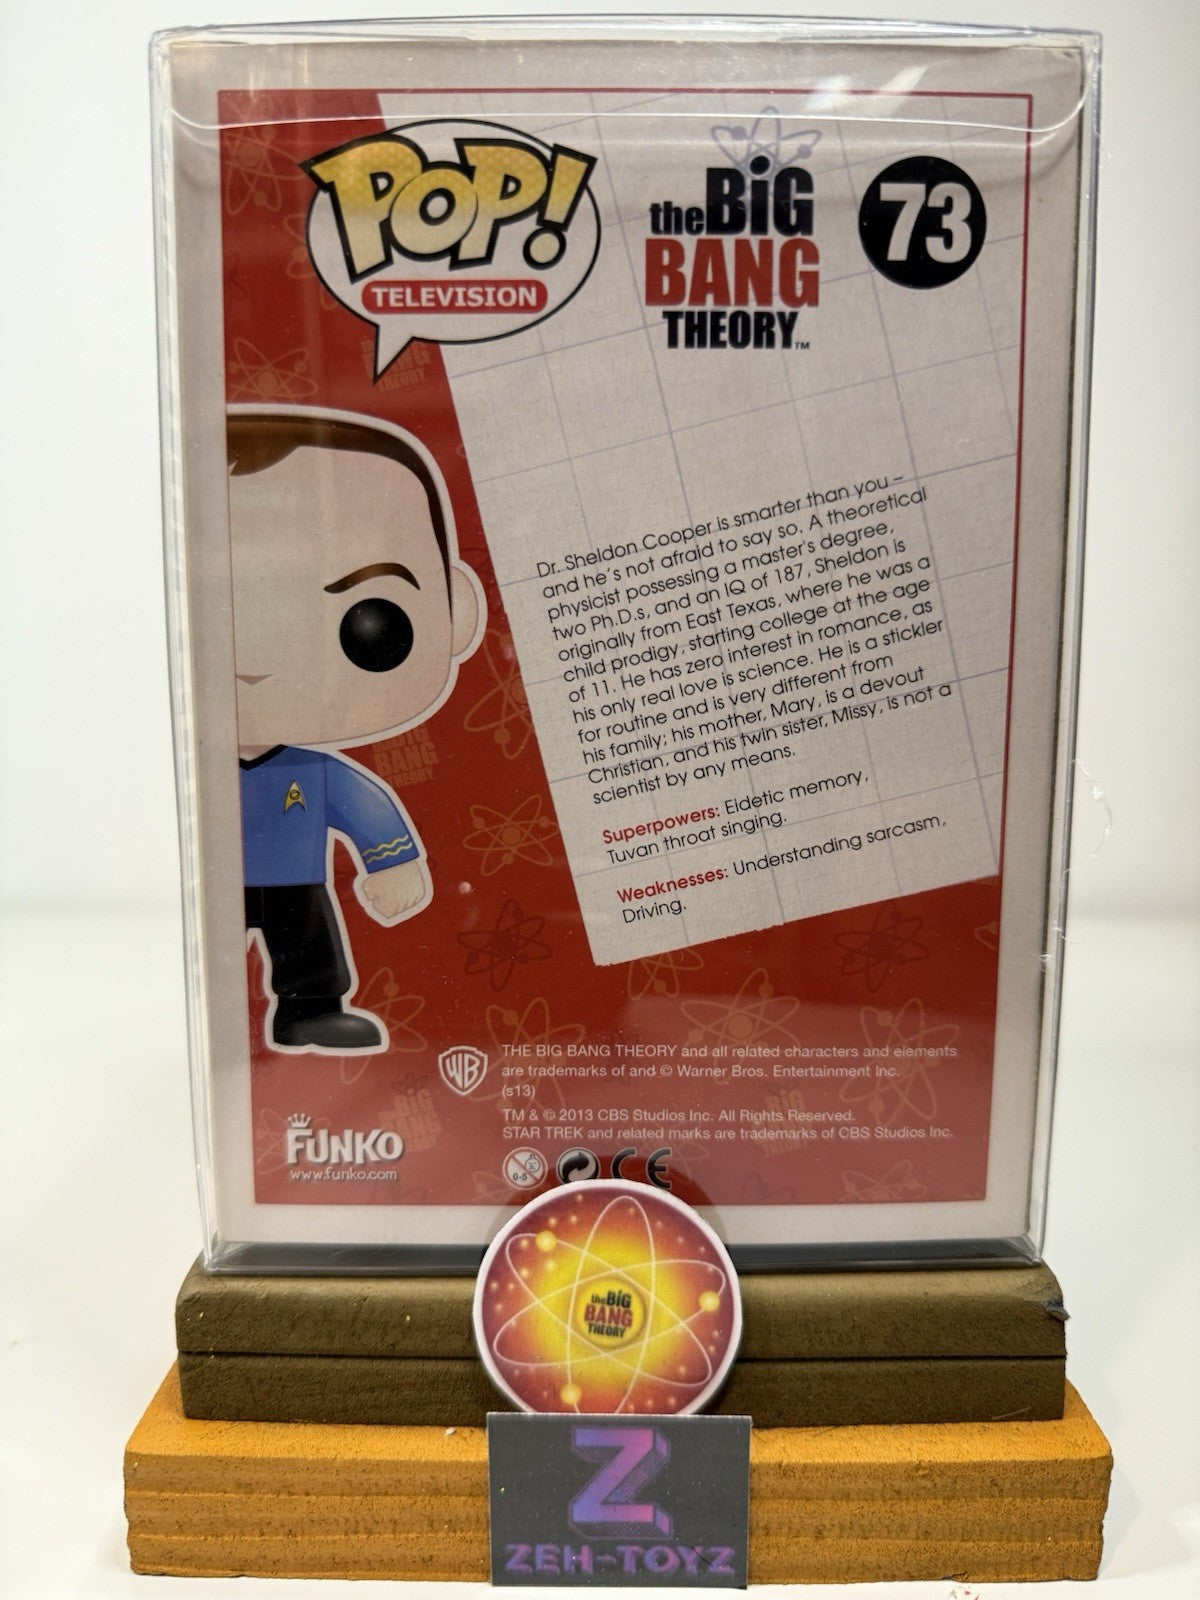 POP!
TELEVISION
the BiG
BANG
THEORY™
73
Dr. Sheldon Cooper is smarter than you –
and he's not afraid to say so. A theoretical
physicist possessing a master's degree,
two Ph.D.s, and an IQ of 187, Sheldon is
originally from East Texas, where he was a
child prodigy, starting college at the age
of 11. He has zero interest in romance, as
his only real love is science. He is a stickler
for routine and is very different from
his family; his mother, Mary, is a devout
Christian, and his twin sister, Missy, is not a
scientist by any means.
Superpowers: Eidetic memory,
Tuvan throat singing.
Weaknesses: Understanding sarcasm,
Driving.
WB
THE BIG BANG THEORY and all related characters and elements
are trademarks of and © Warner Bros. Entertainment Inc.
(s13)
TM & © 2013 CBS Studios Inc. All Rights Reserved.
STAR TREK and related marks are trademarks of CBS Studios Inc.
FUNKO
www.funko.com
0-5
CE
the BiG
BANG
THEORY
Z
ZEH-TOYZ